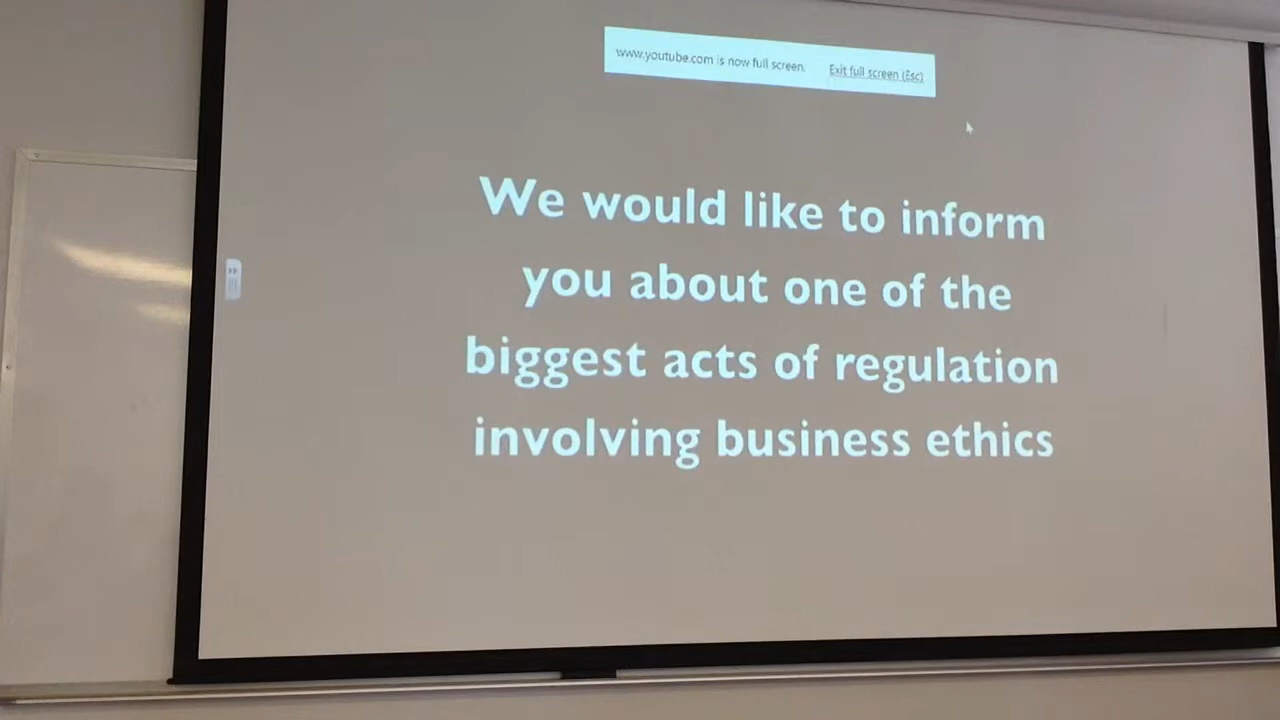 www.youtube.com is now full screen. Exit full screen (Esc)
We would like to inform
you about one of the
biggest acts of regulation
involving business ethics